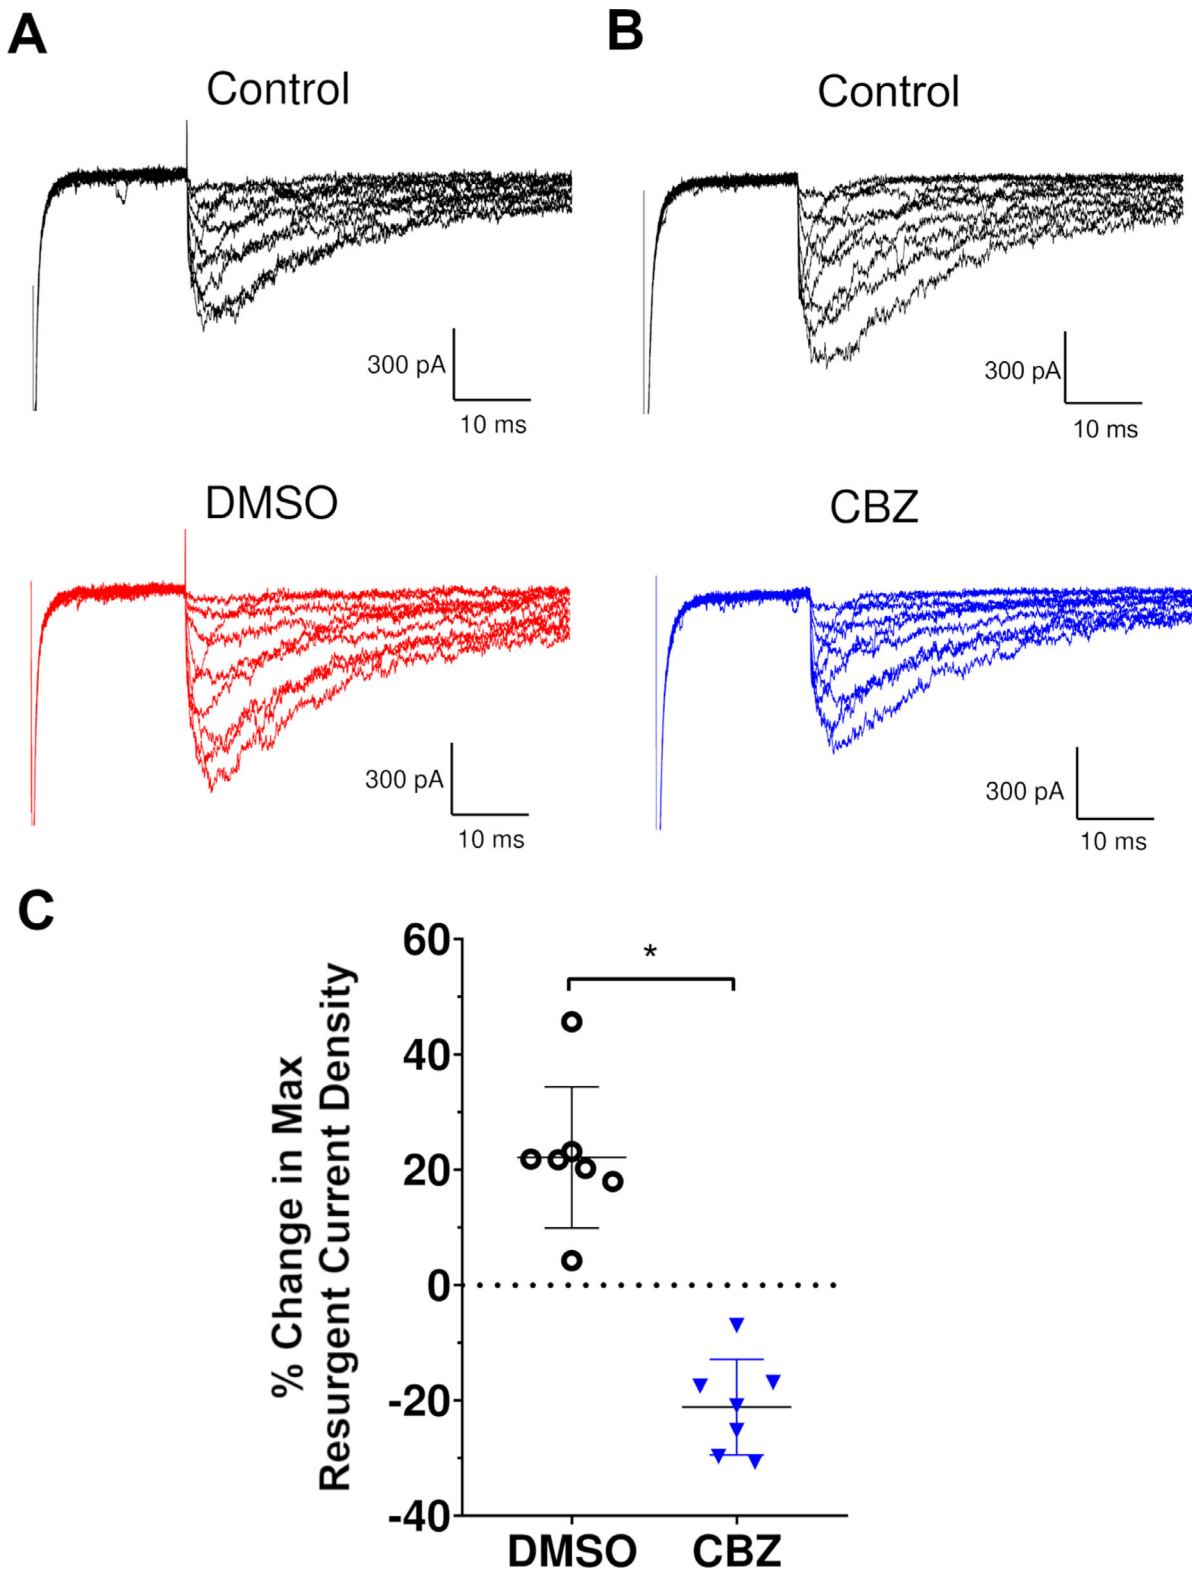 A
B
Control
Control
300 pA
10 ms
300 pA
10 ms
DMSO
CBZ
300 pA
10 ms
300 pA
10 ms
C
% Change in Max
Resurgent Current Density
60
40
20
0
-20
-40
*
DMSO
CBZ